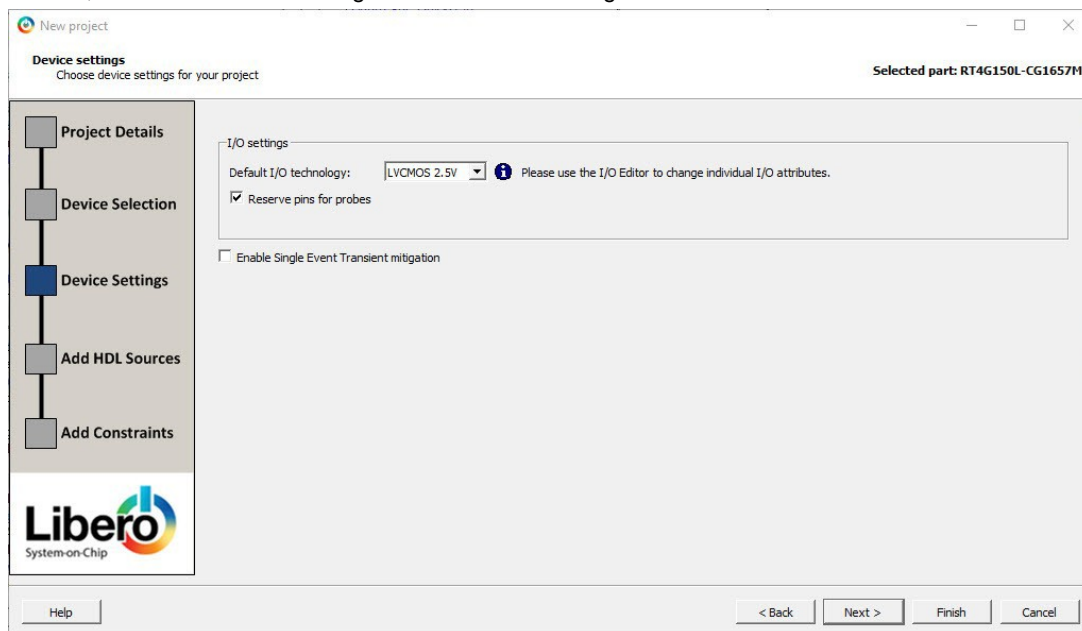 New project
Device settings
Choose device settings for your project
Selected part: RT4G150L-CG1657M
Project Details
Device Selection
Device Settings
Add HDL Sources
Add Constraints
Libero
System-on-Chip
I/O settings
Default I/O technology: LVCMOS 2.5V Please use the I/O Editor to change individual I/O attributes.
Reserve pins for probes
Enable Single Event Transient mitigation
Help < Back Next > Finish Cancel